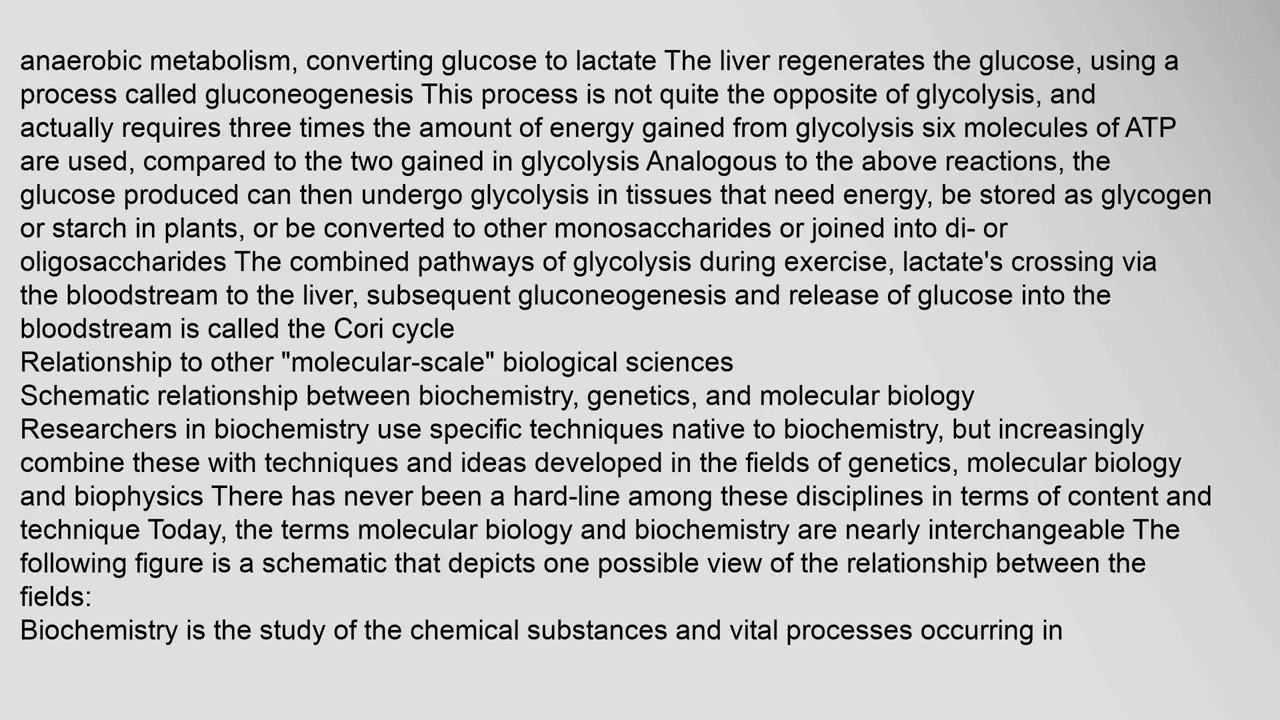 anaerobic metabolism, converting glucose to lactate The liver regenerates the glucose, using a
process called gluconeogenesis This process is not quite the opposite of glycolysis, and
actually requires three times the amount of energy gained from glycolysis six molecules of ATP
are used, compared to the two gained in glycolysis Analogous to the above reactions, the
glucose produced can then undergo glycolysis in tissues that need energy, be stored as glycogen
or starch in plants, or be converted to other monosaccharides or joined into di- or
oligosaccharides The combined pathways of glycolysis during exercise, lactate's crossing via
the bloodstream to the liver, subsequent gluconeogenesis and release of glucose into the
bloodstream is called the Cori cycle
Relationship to other "molecular-scale" biological sciences
Schematic relationship between biochemistry, genetics, and molecular biology
Researchers in biochemistry use specific techniques native to biochemistry, but increasingly
combine these with techniques and ideas developed in the fields of genetics, molecular biology
and biophysics There has never been a hard-line among these disciplines in terms of content and
technique Today, the terms molecular biology and biochemistry are nearly interchangeable The
following figure is a schematic that depicts one possible view of the relationship between the
fields:
Biochemistry is the study of the chemical substances and vital processes occurring in